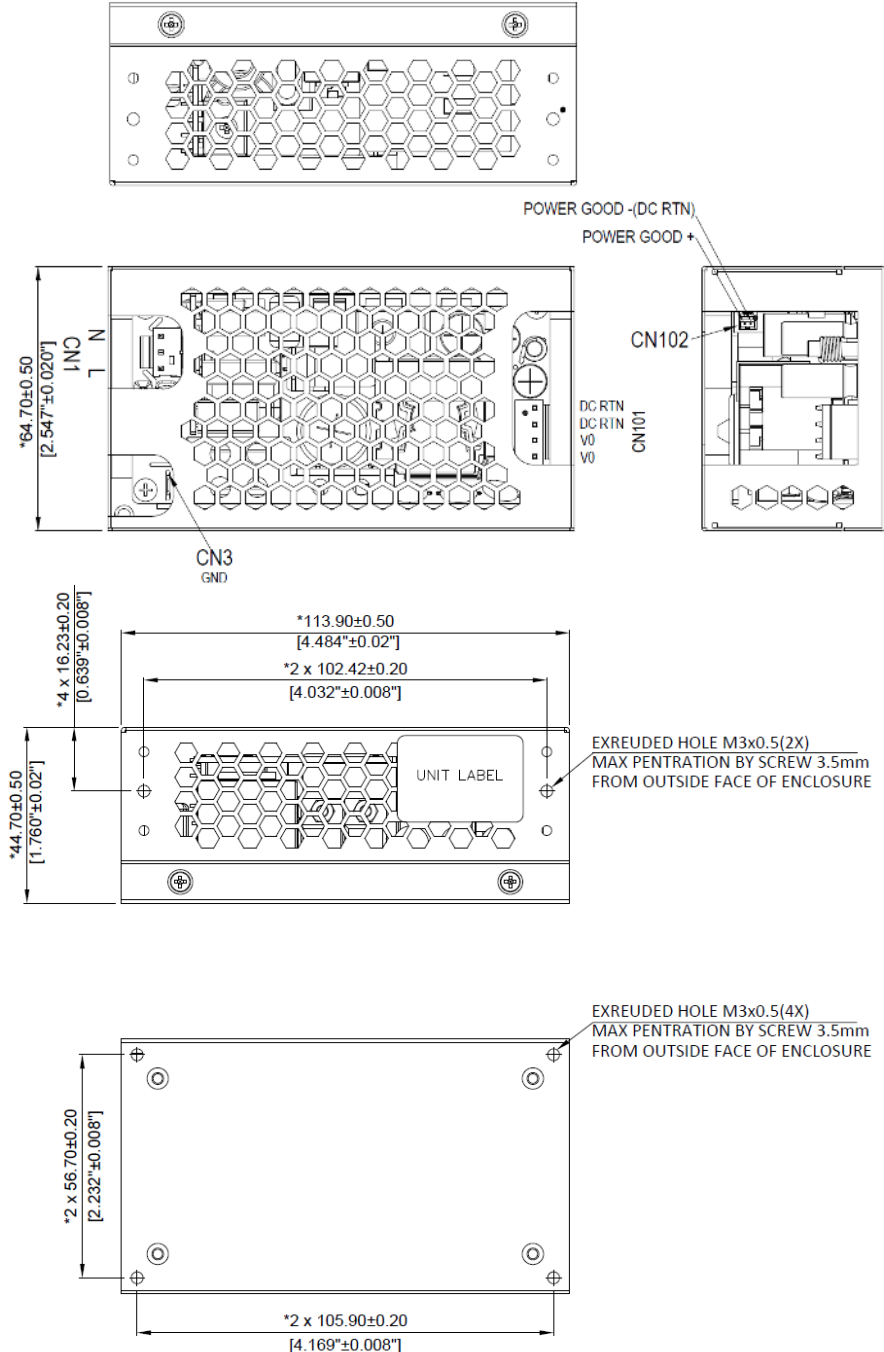 POWER GOOD -(DC RTN)
POWER GOOD +
CN102
*64.70±0.50
[2.547"±0.020"]
N
L
CN1
DC RTN
DC RTN
V0
V0
CN101
CN3
GND
*4 x 16.23±0.20
[0.639"±0.008"]
*113.90±0.50
[4.484"±0.02"]
*2 x 102.42±0.20
[4.032"±0.008"]
*44.70±0.50
[1.760"±0.02"]
UNIT LABEL
EXREUDED HOLE M3x0.5(2X)
MAX PENTRATION BY SCREW 3.5mm
FROM OUTSIDE FACE OF ENCLOSURE
EXREUDED HOLE M3x0.5(4X)
MAX PENTRATION BY SCREW 3.5mm
FROM OUTSIDE FACE OF ENCLOSURE
*2 x 56.70±0.20
[2.232"±0.008"]
*2 x 105.90±0.20
[4.169"±0.008"]